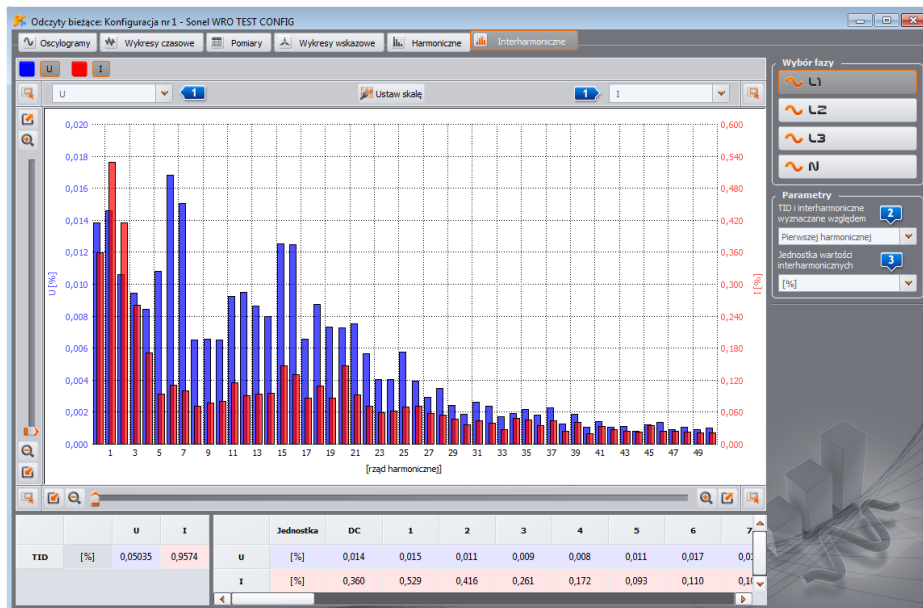 Odczyty bieżące: Konfiguracja nr 1 - Sonel WRO TEST CONFIG
Oscylogramy Wykresy czasowe Pomiary Wykresy wskazowe Harmoniczne Interharmoniczne
U I
U 1 Ustaw skalę 1 I
0,020 0,600
0,018 0,540
0,016 0,480
0,014 0,420
0,012 0,360
0,010 0,300
0,008 0,240
0,006 0,180
0,004 0,120
0,002 0,060
0,000 0,000
U [%]
I [%]
1 3 5 7 9 11 13 15 17 19 21 23 25 27 29 31 33 35 37 39 41 43 45 47 49
[rząd harmonicznej]
Wybór fazy
L1
L2
L3
N
Parametry
TID i interharmoniczne
wyznaczane względem 2
Pierwszej harmonicznej
Jednostka wartości
interharmonicznych 3
[%]
U I
TID [%] 0,05035 0,9574
Jednostka DC 1 2 3 4 5 6 7
U [%] 0,014 0,015 0,011 0,009 0,008 0,011 0,017
I [%] 0,360 0,529 0,416 0,261 0,172 0,093 0,110